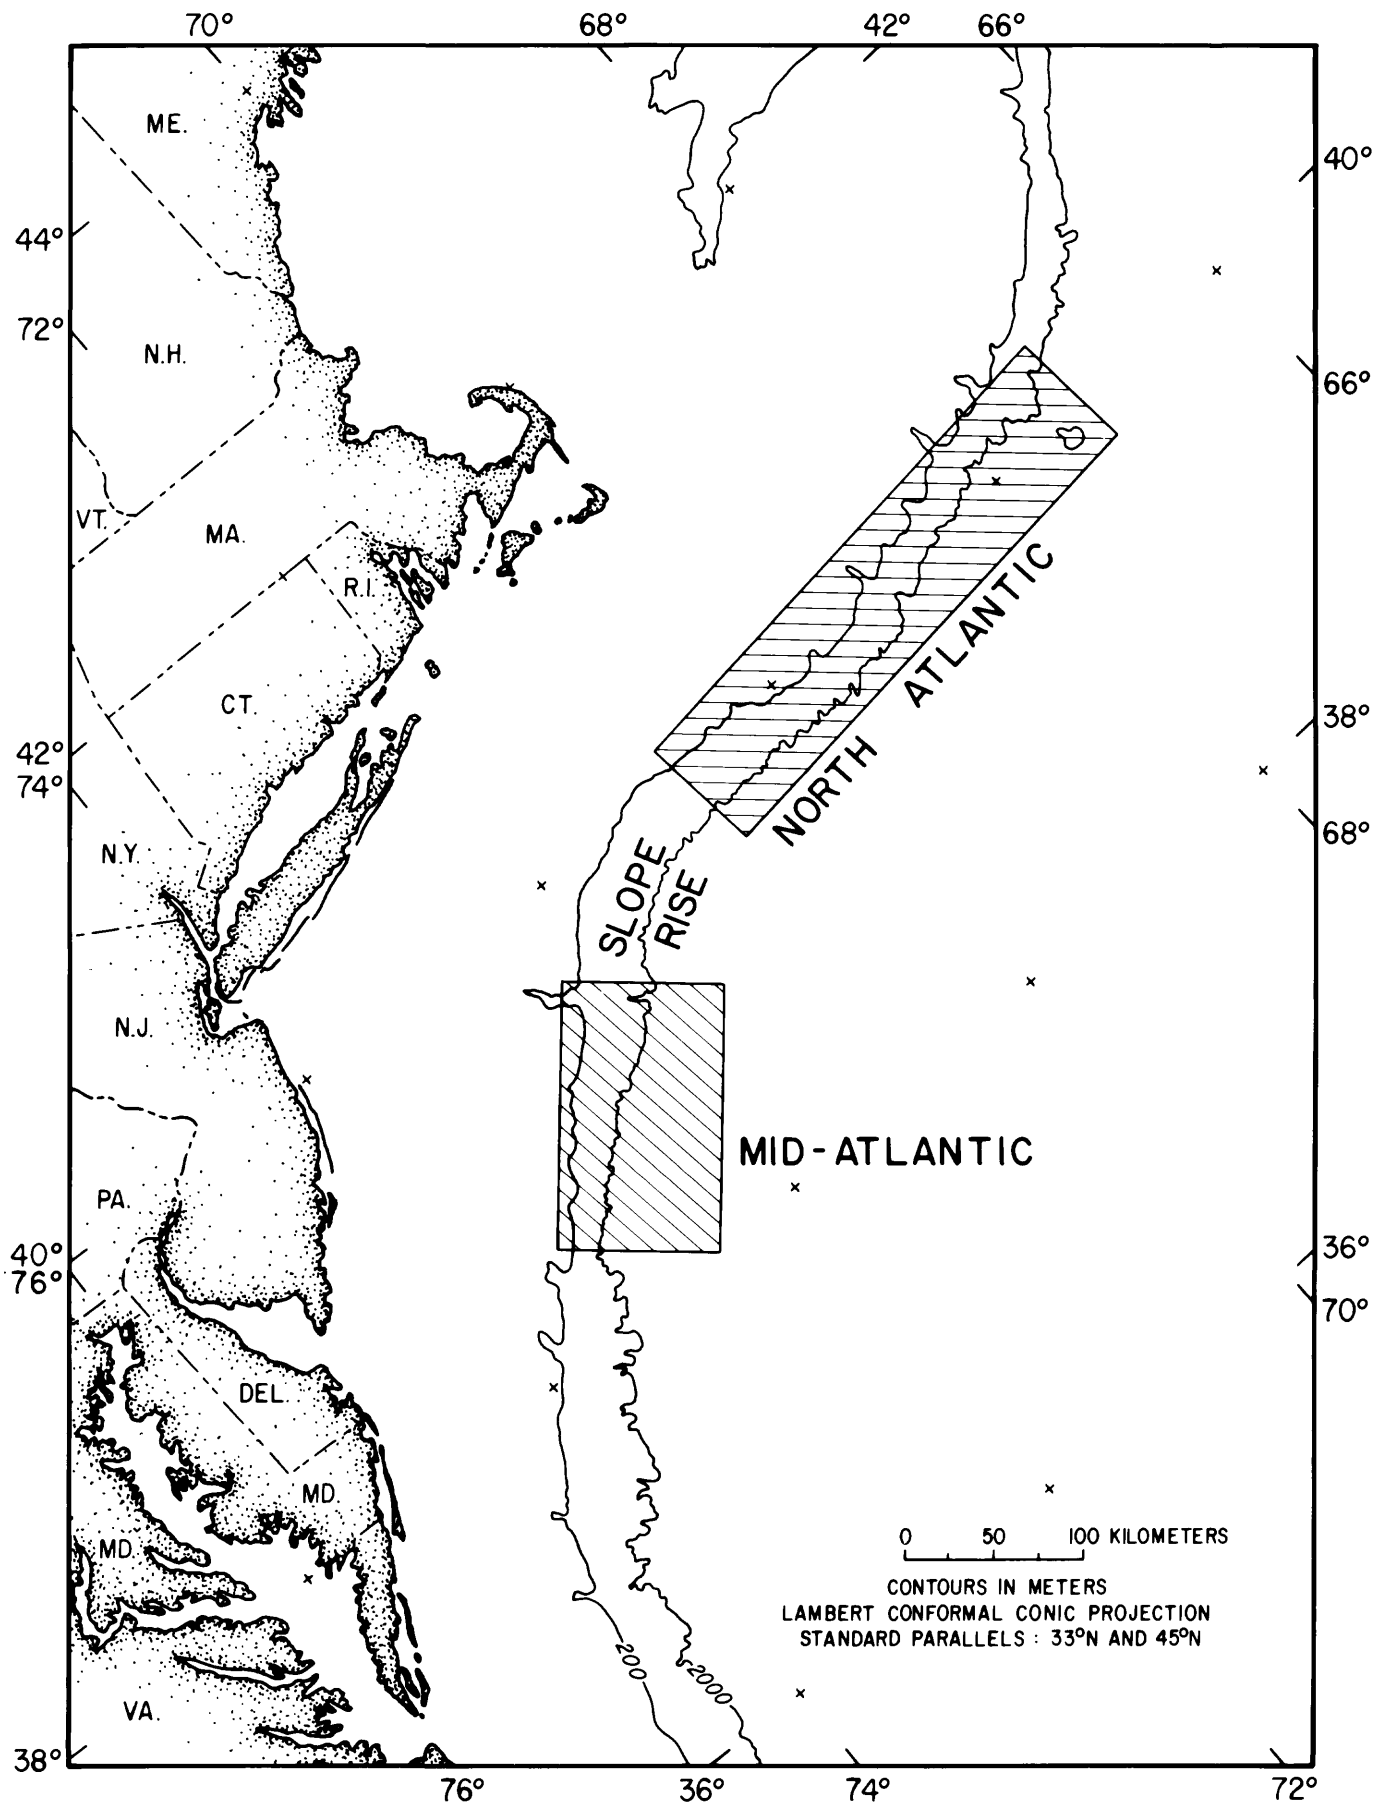 70° 68° 42° 66°
ME.
40°
44°
72°
N.H.
66°
VT.
MA.
R.I.
NORTH ATLANTIC
CT.
38°
42°
74°
68°
N.Y.
SLOPE
RISE
N.J.
MID-ATLANTIC
PA.
40°
76°
36°
70°
DEL.
MD.
MD.
0 50 100 KILOMETERS
CONTOURS IN METERS
LAMBERT CONFORMAL CONIC PROJECTION
STANDARD PARALLELS : 33°N AND 45°N
200
2000
VA.
38°
76° 36° 74° 72°